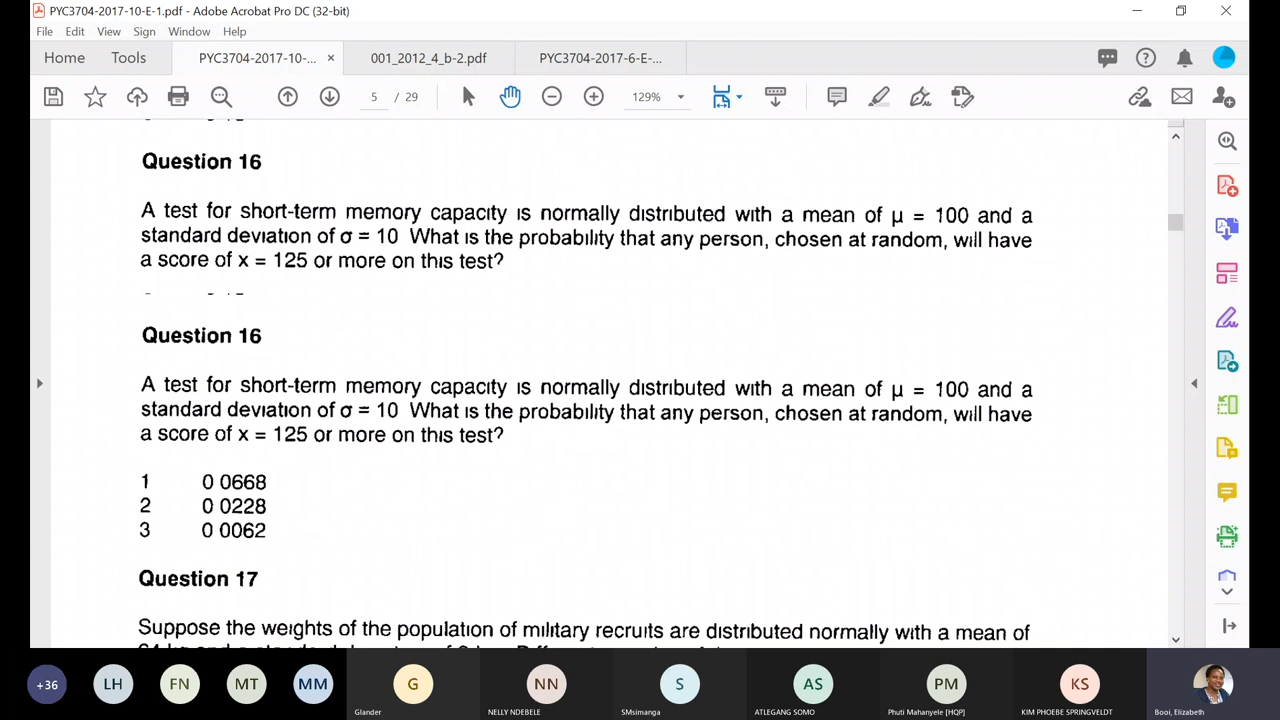 PYC3704-2017-10-E-1.pdf - Adobe Acrobat Pro DC (32-bit)
File Edit View Sign Window Help
Home Tools PYC3704-2017-10-... × 001_2012_4_b-2.pdf PYC3704-2017-6-E-...
5 / 29 129%
Question 16
A test for short-term memory capacity is normally distributed with a mean of μ = 100 and a
standard deviation of σ = 10 What is the probability that any person, chosen at random, will have
a score of x = 125 or more on this test?
Question 16
A test for short-term memory capacity is normally distributed with a mean of μ = 100 and a
standard deviation of σ = 10 What is the probability that any person, chosen at random, will have
a score of x = 125 or more on this test?
1 0 0668
2 0 0228
3 0 0062
Question 17
Suppose the weights of the population of military recruits are distributed normally with a mean of
+36 LH FN MT MM G NN S AS PM KS
Glander NELLY NDEBELE SMsimanga ATLEGANG SOMO Phuti Mahanyele [HQP] KIM PHOEBE SPRINGVELDT Booi, Elizabeth